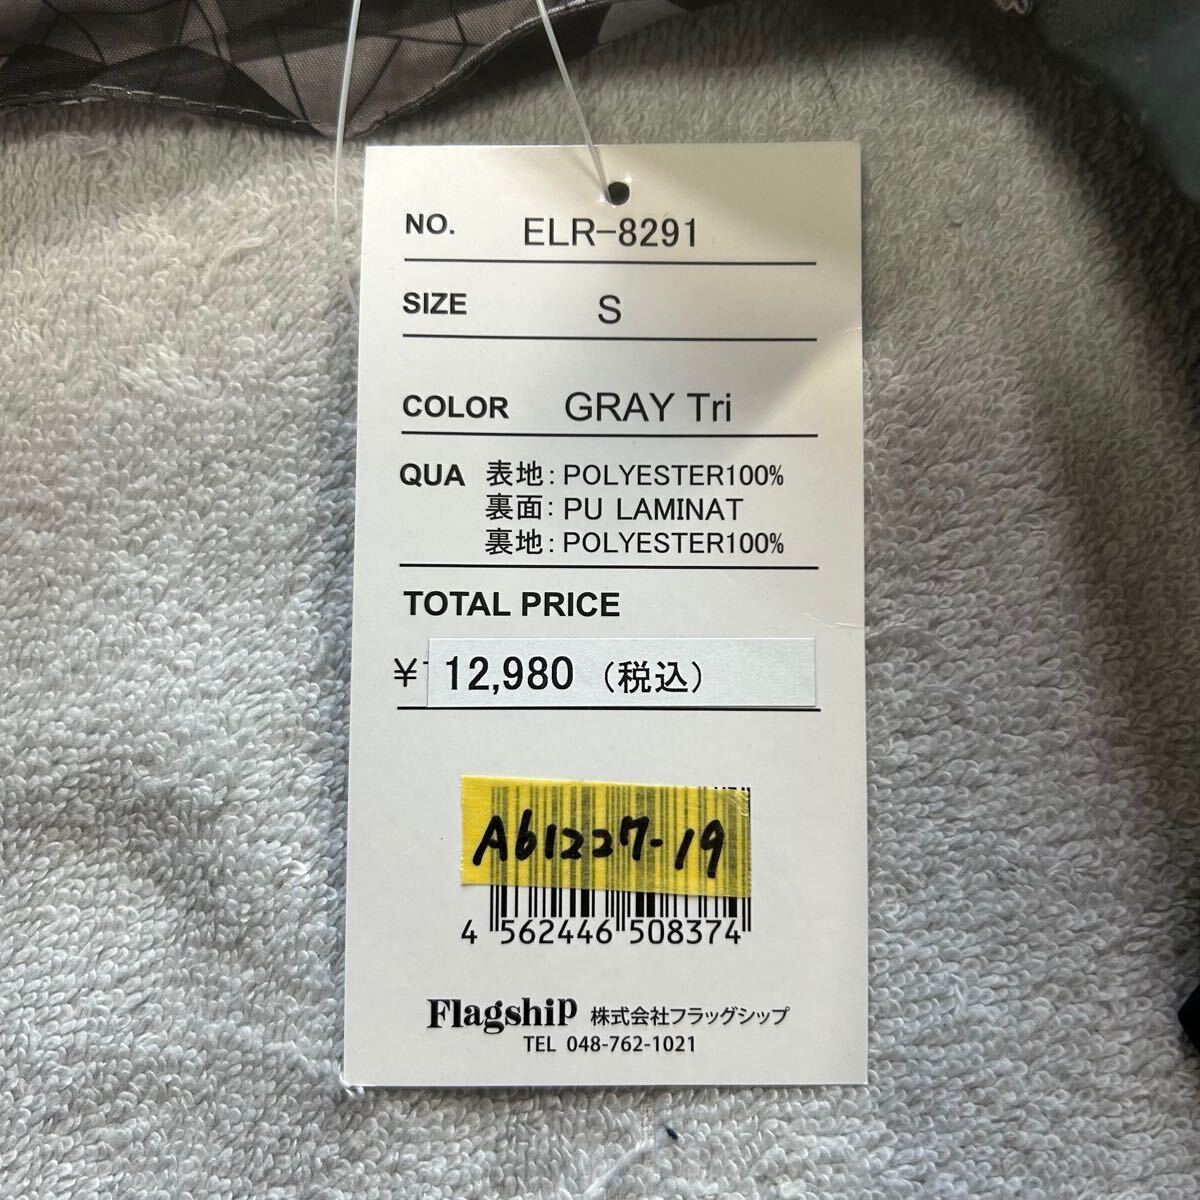 NO. ELR-8291
SIZE S
COLOR GRAY Tri
QUA 表地：POLYESTER100%
裏面：PU LAMINAT
裏地：POLYESTER100%
TOTAL PRICE
¥12,980（税込）
A61227-19
4 562446 508374
Flagship 株式会社フラッグシップ
TEL 048-762-1021